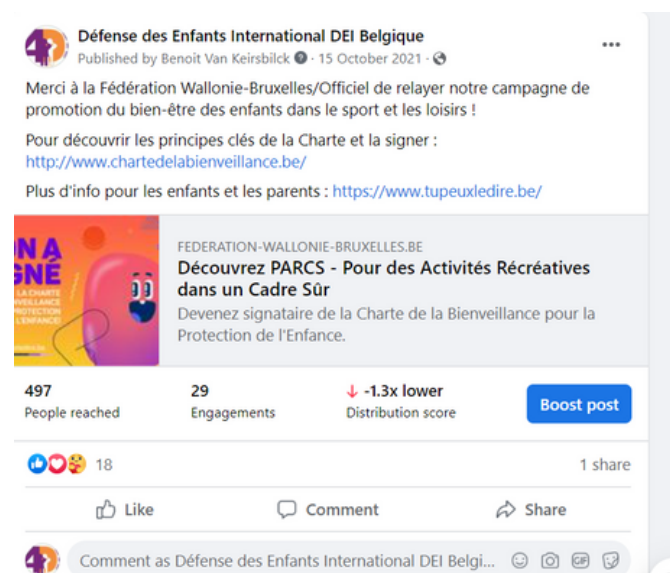 Défense des Enfants International DEI Belgique
Published by Benoit Van Keirsbilck · 15 October 2021 ·
Merci à la Fédération Wallonie-Bruxelles/Officiel de relayer notre campagne de
promotion du bien-être des enfants dans le sport et les loisirs !
Pour découvrir les principes clés de la Charte et la signer :
http://www.chartedelabienveillance.be/
Plus d'info pour les enfants et les parents : https://www.tupeuxledire.be/
FEDERATION-WALLONIE-BRUXELLES.BE
Découvrez PARCS - Pour des Activités Récréatives
dans un Cadre Sûr
Devenez signataire de la Charte de la Bienveillance pour la
Protection de l'Enfance.
N A
GNÉ
LA CHARTE
L'ENFANCE!
497
People reached
29
Engagements
-1.3x lower
Distribution score
Boost post
18
1 share
Like
Comment
Share
Comment as Défense des Enfants International DEI Belgi...
GIF